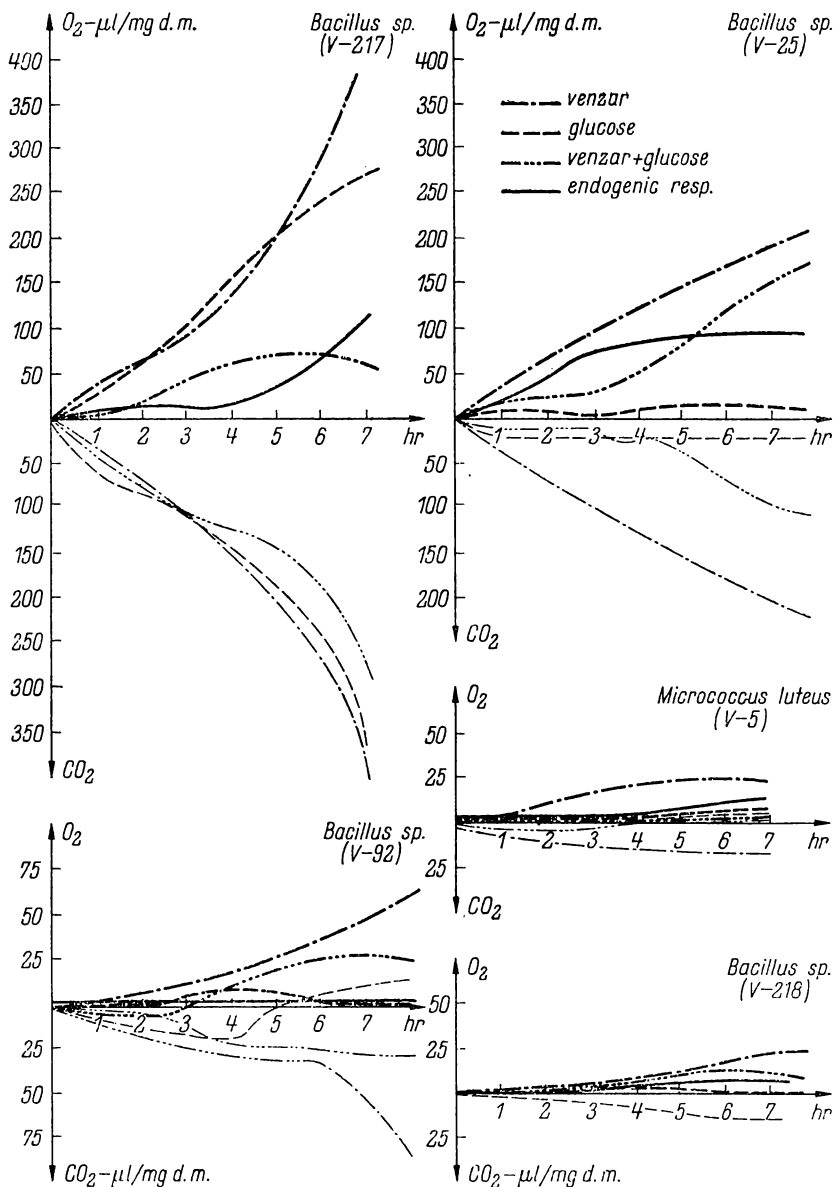 O₂–μl/mg d.m.
Bacillus sp.
(V-217)
400
350
300
250
200
150
100
50
1 2 3 4 5 6 7 hr
50
100
150
200
250
300
350
CO₂
O₂–μl/mg d.m.
Bacillus sp.
(V-25)
venzar
glucose
venzar+glucose
endogenic resp.
400
350
300
250
200
150
100
50
1 2 3 4 5 6 7 hr
50
100
150
200
CO₂
O₂
Micrococcus luteus
(V-5)
50
25
1 2 3 4 5 6 7 hr
25
CO₂
O₂
Bacillus sp.
(V-92)
75
50
25
1 2 3 4 5 6 7 hr
25
50
75
CO₂–μl/mg d.m.
O₂
Bacillus sp.
(V-218)
50
25
1 2 3 4 5 6 7 hr
25
CO₂–μl/mg d.m.